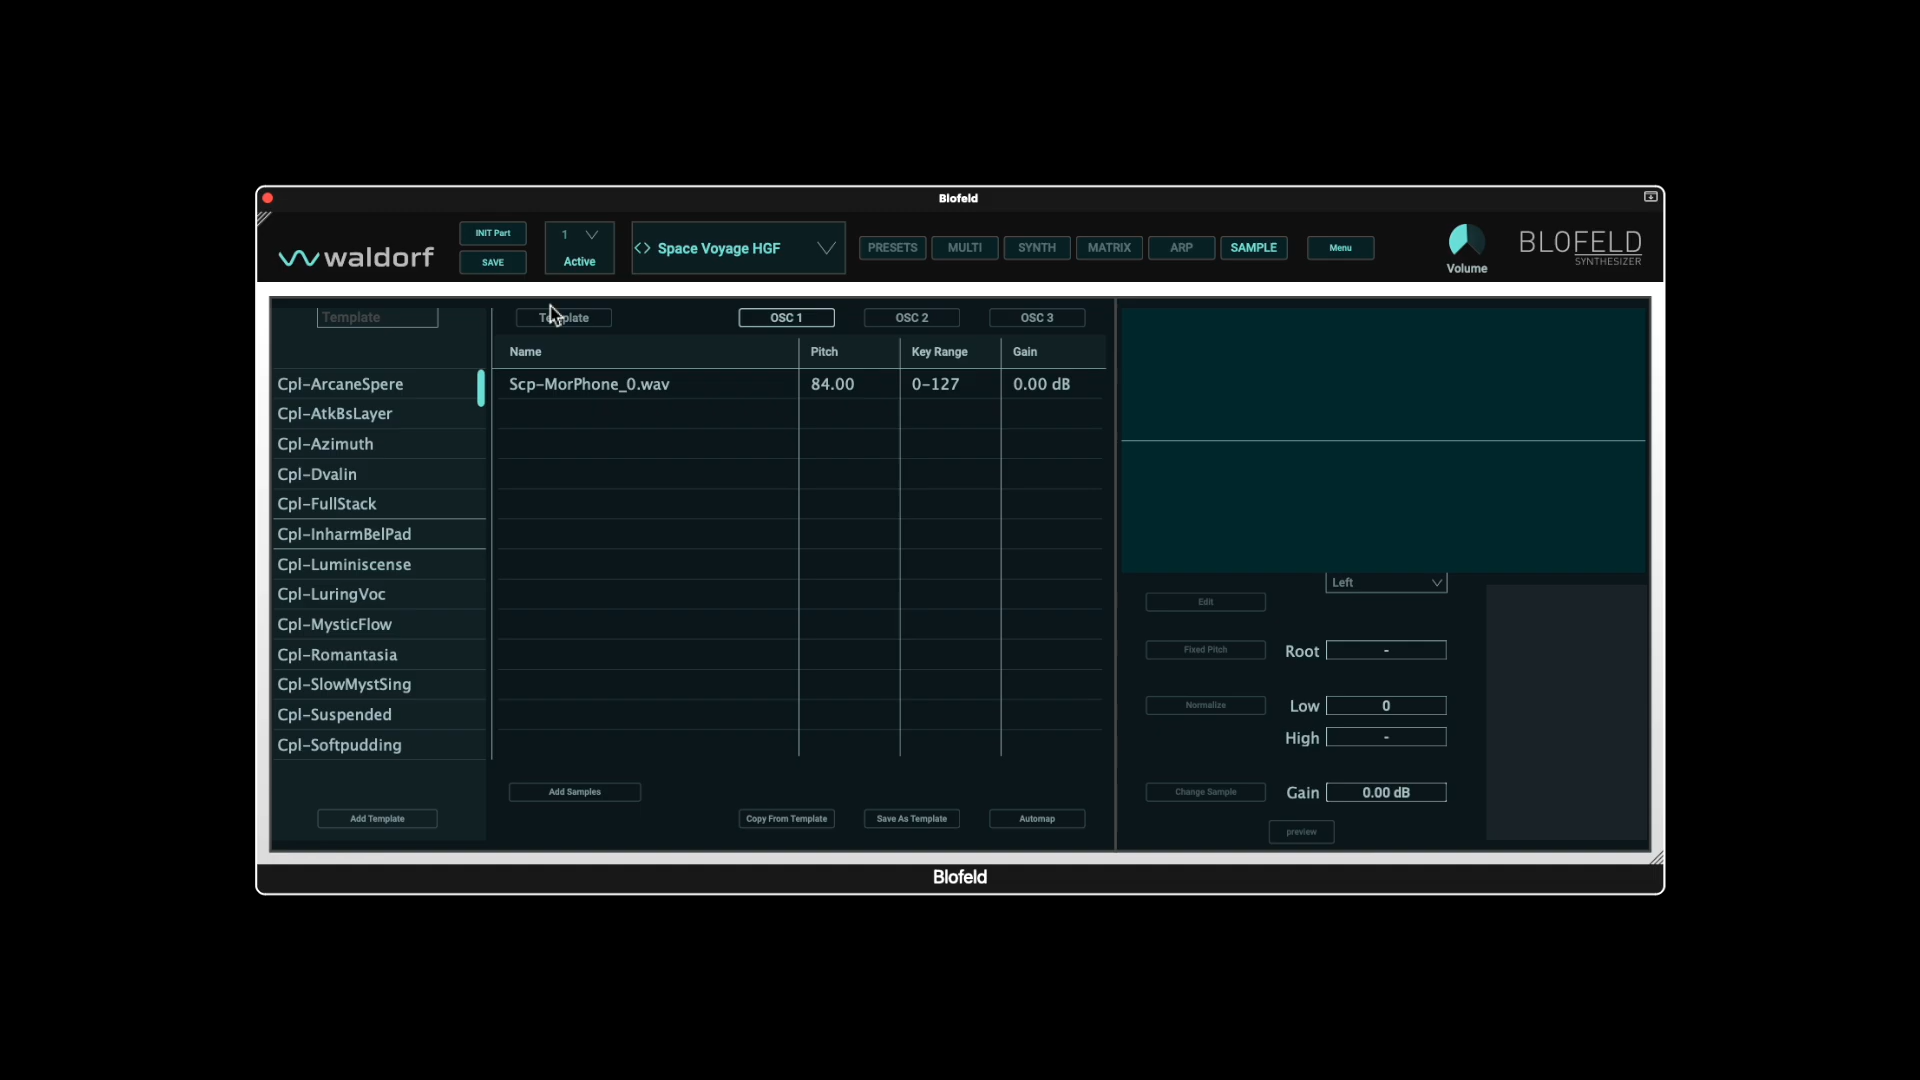 Blofeld
waldorf
INIT Part
SAVE
1
Active
<> Space Voyage HGF
PRESETS
MULTI
SYNTH
MATRIX
ARP
SAMPLE
Menu
Volume
BLOFELD
SYNTHESIZER
Template
Template
OSC 1
OSC 2
OSC 3
Name
Pitch
Key Range
Gain
Scp-MorPhone_0.wav
84.00
0-127
0.00 dB
Cpl-ArcaneSpere
Cpl-AtkBsLayer
Cpl-Azimuth
Cpl-Dvalin
Cpl-FullStack
Cpl-InharmBelPad
Cpl-Luminiscense
Cpl-LuringVoc
Cpl-MysticFlow
Cpl-Romantasia
Cpl-SlowMystSing
Cpl-Suspended
Cpl-Softpudding
Add Template
Add Samples
Copy From Template
Save As Template
Automap
Left
Edit
Fixed Pitch
Root
-
Normalize
Low
0
High
-
Change Sample
Gain
0.00 dB
preview
Blofeld